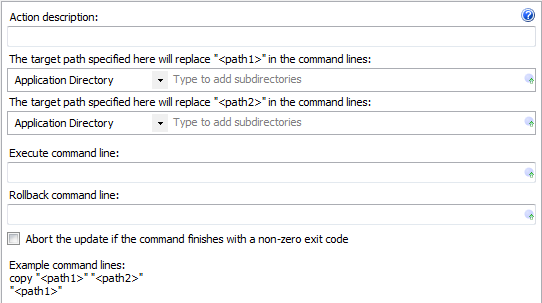 Action description:
The target path specified here will replace "<path1>" in the command lines:
Application Directory Type to add subdirectories
The target path specified here will replace "<path2>" in the command lines:
Application Directory Type to add subdirectories
Execute command line:
Rollback command line:
Abort the update if the command finishes with a non-zero exit code
Example command lines:
copy "<path1>" "<path2>"
"<path1>"